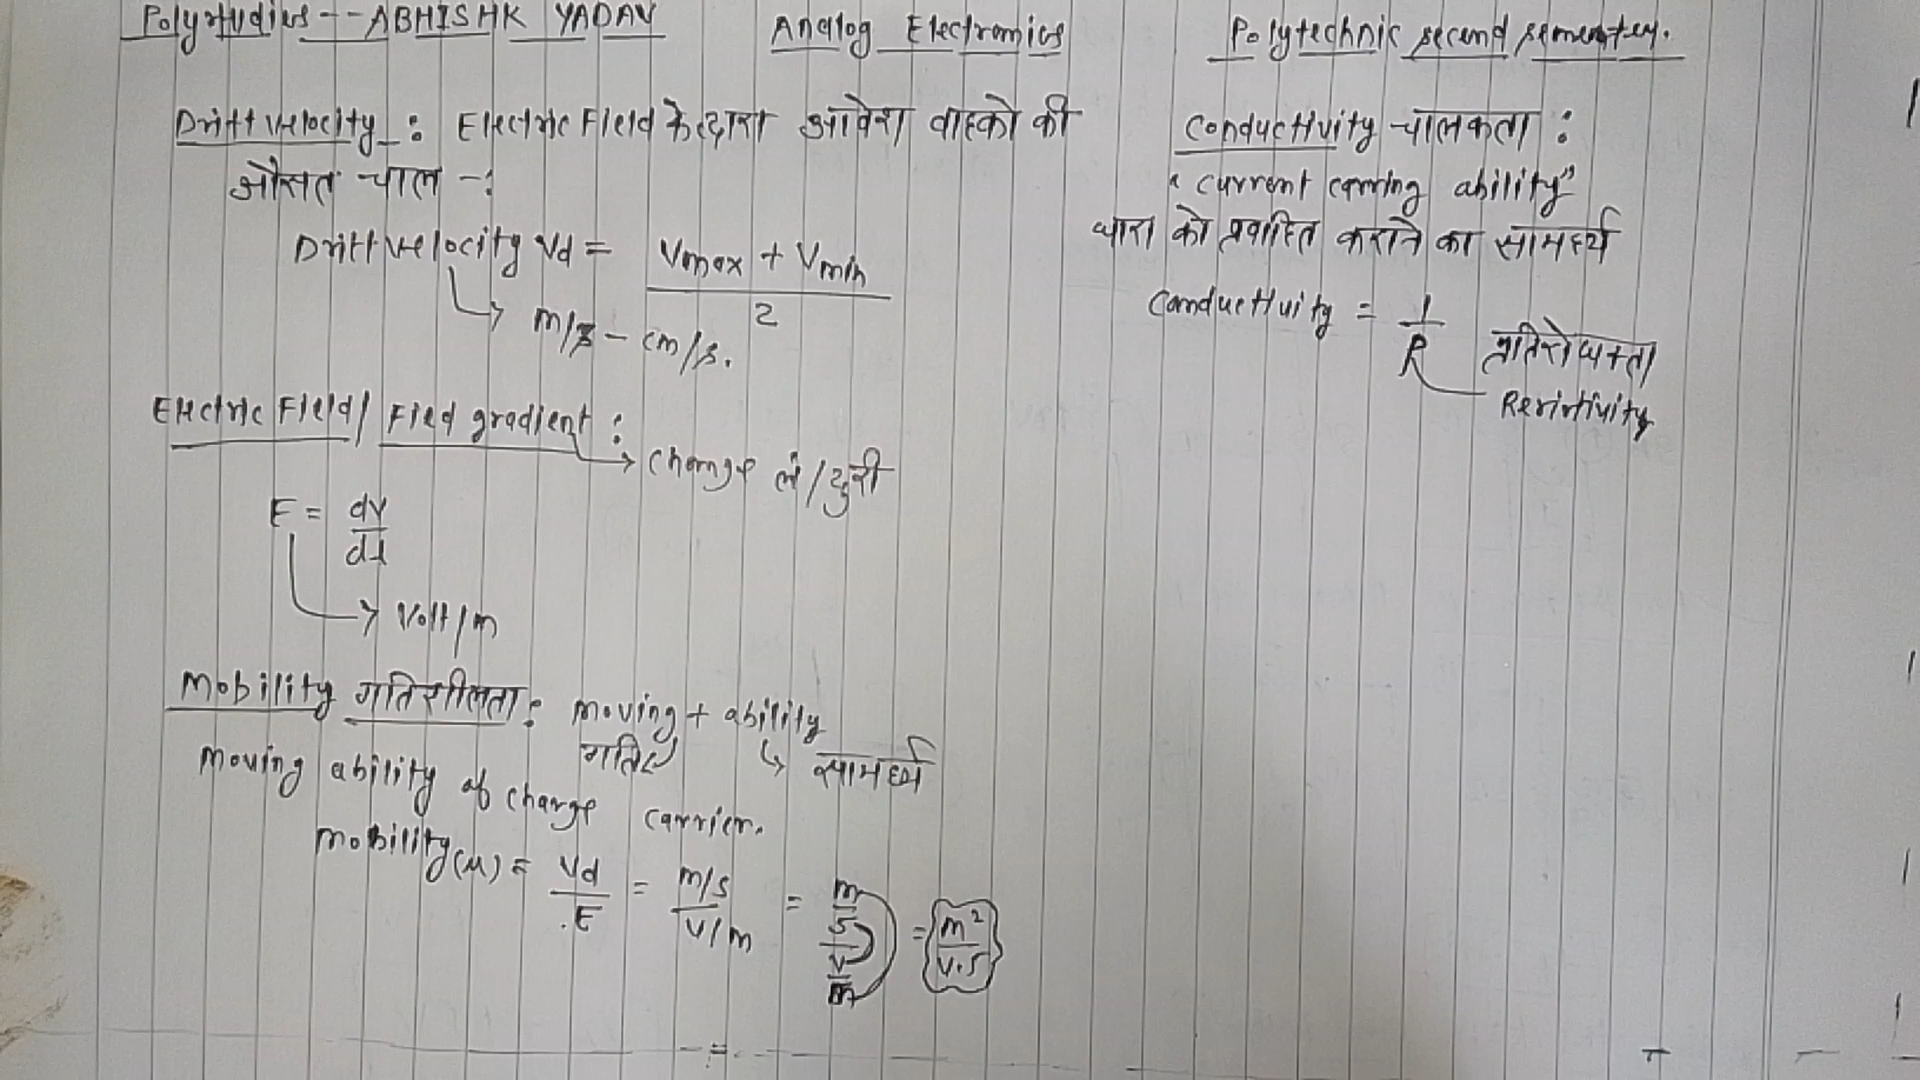 Polystudies -- ABHISHK YADAV
Analog Electronics
Polytechnic second semester.
Drift velocity : Electric Field के द्वारा आवेश वाहको की
औसत चाल -:
Drift velocity Vd = Vmax + Vmin / 2
m/s - cm/s.
Electric Field / Field gradient :
change / दुरी
E = dv / dl
Volt/m
Mobility गतिशीलता : moving + ability
सामर्थ्य
moving ability of charge carrier.
mobility (μ) = Vd / E = m/s / V/m = m/s / V/m = m² / V.s
Conductivity चालकता :
"current carring ability"
धारा को प्रवाहित कराने का सामर्थ्य
Conductivity = 1 / R प्रतिरोधकता
Resistivity